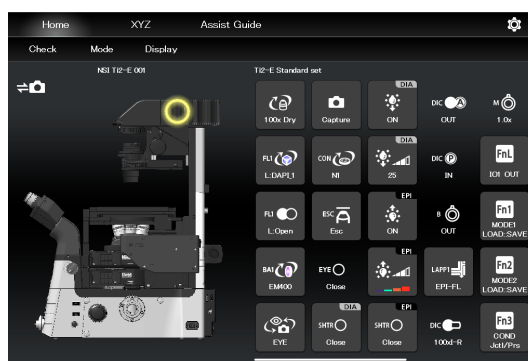 Home XYZ Assist Guide
Check Mode Display
NSI Ti2-E 001
Ti2-E Standard set
100x Dry
Capture
DIA
ON
DIC A
OUT
M
1.0x
FL1
L:DAPI_1
CON
N1
DIA
25
DIC P
IN
FnL
IO1 OUT
FL1
L:Open
ESC
Esc
EPI
ON
B
OUT
Fn1
MODE1
LOAD:SAVE
BA1
EM400
EYE
Close
EPI
LAPP1
EPI-FL
Fn2
MODE2
LOAD:SAVE
EYE
DIA
SHTR
Close
EPI
SHTR
Close
DIC
100xI-R
Fn3
COND
Jctl/Prs